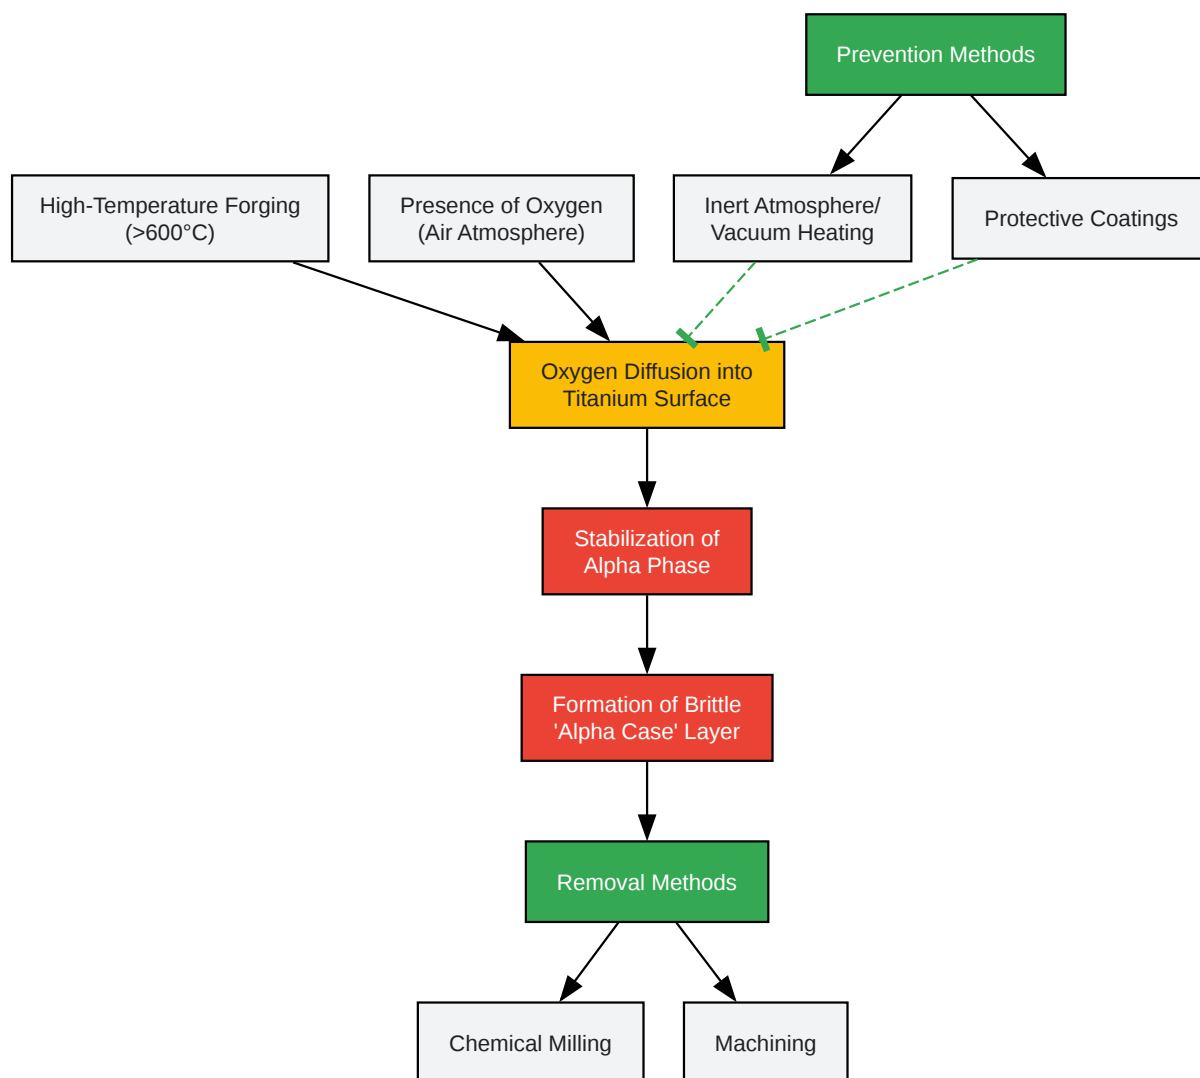 Prevention Methods
High-Temperature Forging
(>600°C)
Presence of Oxygen
(Air Atmosphere)
Inert Atmosphere/
Vacuum Heating
Protective Coatings
Oxygen Diffusion into
Titanium Surface
Stabilization of
Alpha Phase
Formation of Brittle
'Alpha Case' Layer
Removal Methods
Chemical Milling
Machining